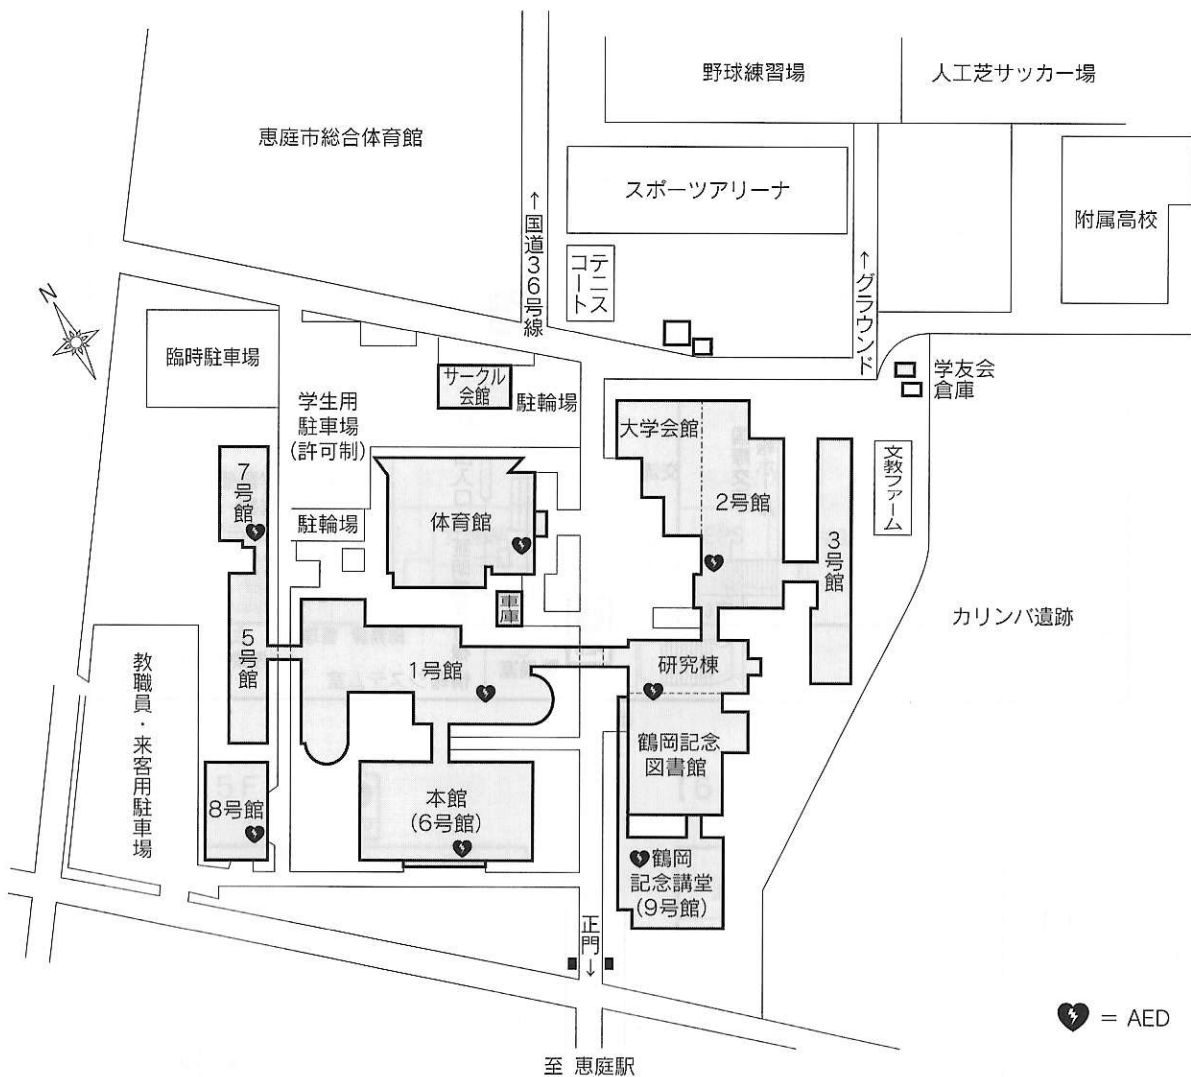 野球練習場
人工芝サッカー場
恵庭市総合体育館
スポーツアリーナ
附属高校
↑国道36号線
テニス
コート
↑グラウンド
N
臨時駐車場
サークル
会館
駐輪場
学友会
倉庫
学生用
駐車場
(許可制)
大学会館
7号館
2号館
文教ファーム
体育館
駐輪場
3号館
車庫
カリンバ遺跡
5号館
1号館
研究棟
教職員・来客用駐車場
鶴岡記念
図書館
8号館
本館
(6号館)
鶴岡
記念講堂
(9号館)
正門↓
= AED
至 恵庭駅